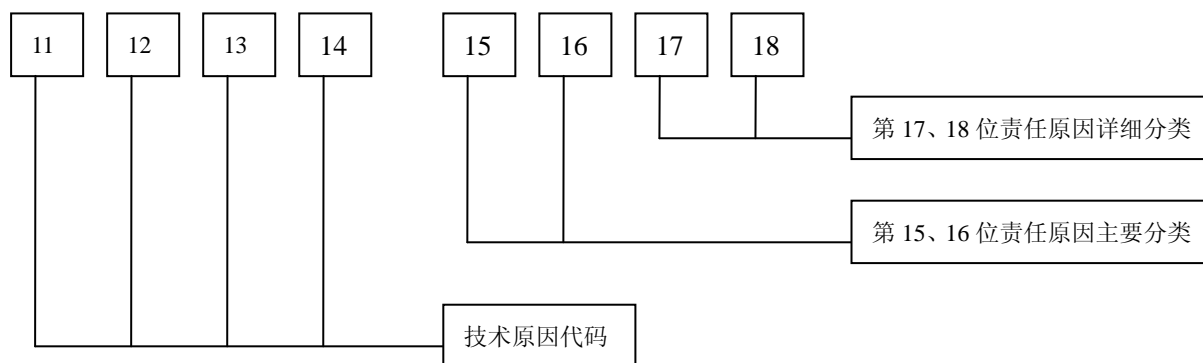 11 12 13 14 15 16 17 18
第 17、18 位责任原因详细分类
第 15、16 位责任原因主要分类
技术原因代码